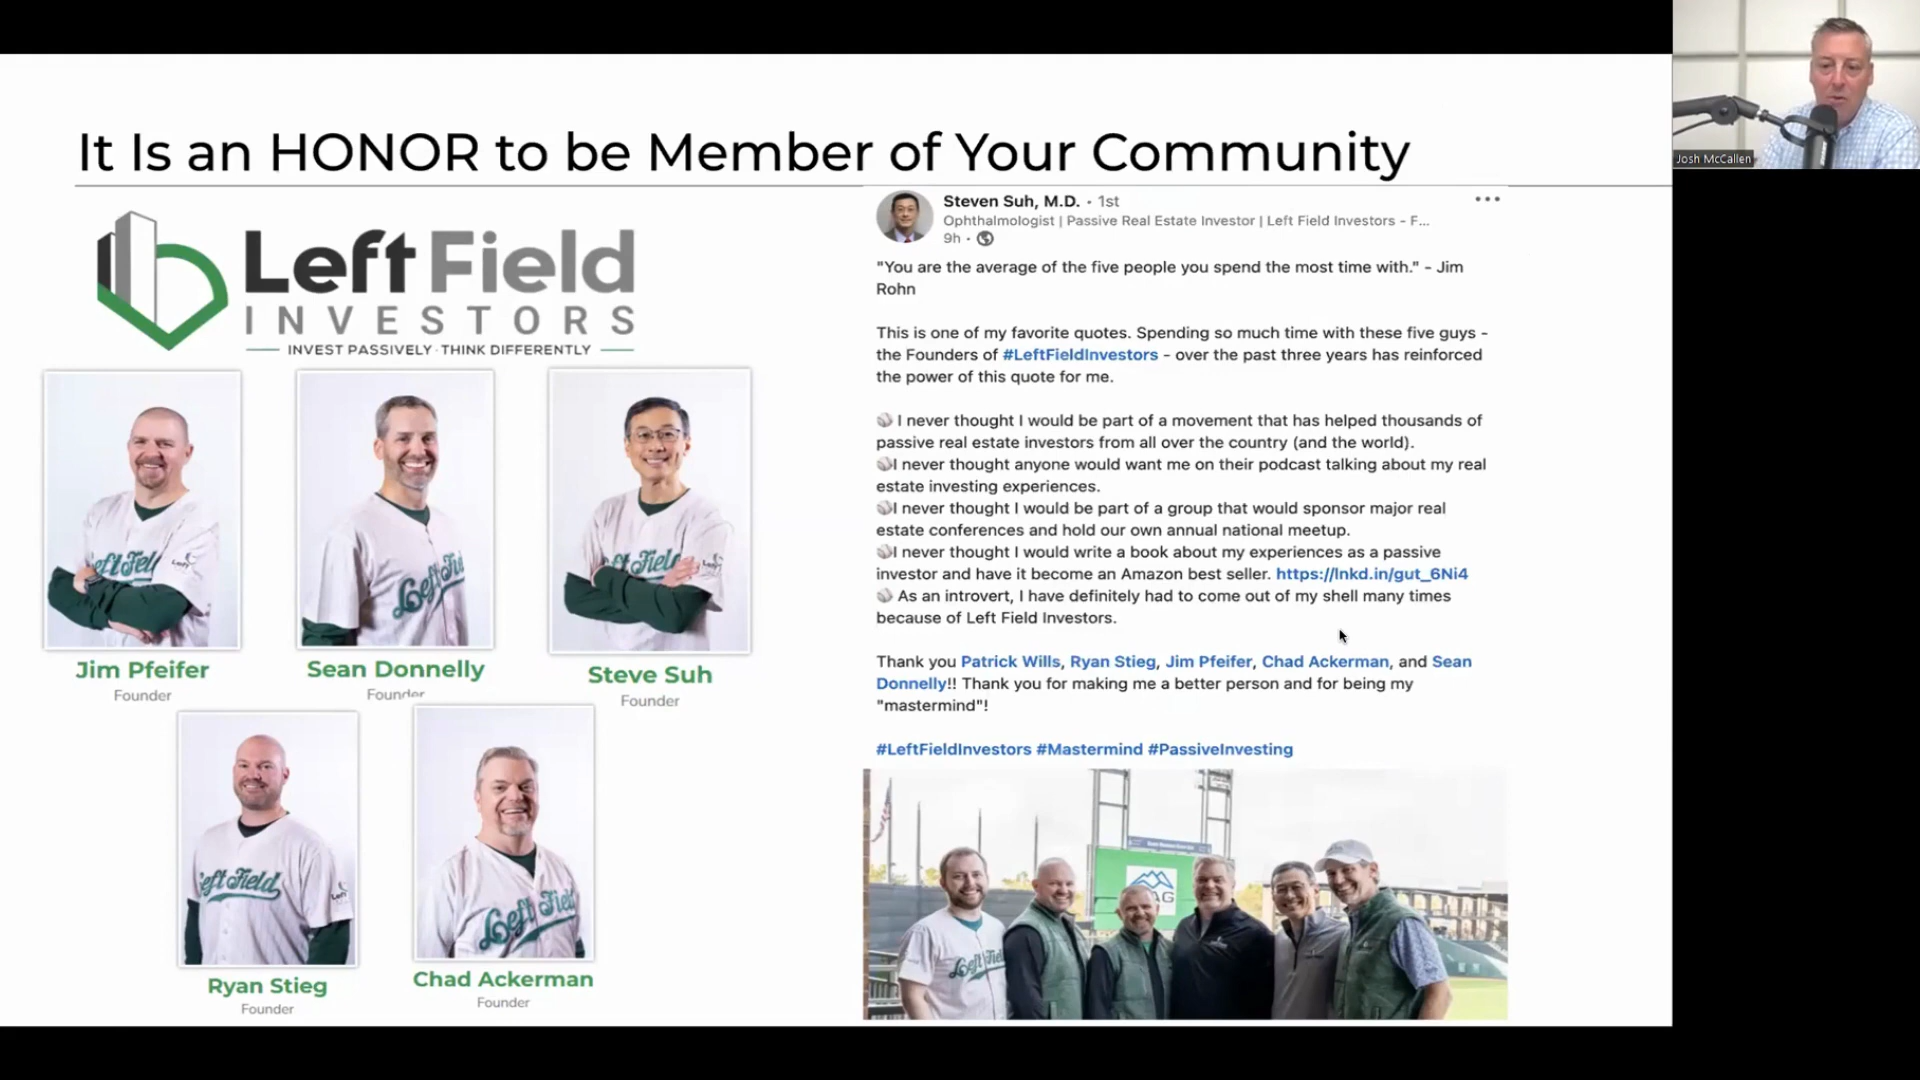 It Is an HONOR to be Member of Your Community
Left Field
INVESTORS
INVEST PASSIVELY · THINK DIFFERENTLY
Jim Pfeifer
Founder
Sean Donnelly
Founder
Steve Suh
Founder
Ryan Stieg
Founder
Chad Ackerman
Founder
Steven Suh, M.D. · 1st
Ophthalmologist | Passive Real Estate Investor | Left Field Investors - F...
9h ·
"You are the average of the five people you spend the most time with." - Jim
Rohn
This is one of my favorite quotes. Spending so much time with these five guys -
the Founders of #LeftFieldInvestors - over the past three years has reinforced
the power of this quote for me.
I never thought I would be part of a movement that has helped thousands of
passive real estate investors from all over the country (and the world).
I never thought anyone would want me on their podcast talking about my real
estate investing experiences.
I never thought I would be part of a group that would sponsor major real
estate conferences and hold our own annual national meetup.
I never thought I would write a book about my experiences as a passive
investor and have it become an Amazon best seller. https://lnkd.in/gut_6Ni4
As an introvert, I have definitely had to come out of my shell many times
because of Left Field Investors.
Thank you Patrick Wills, Ryan Stieg, Jim Pfeifer, Chad Ackerman, and Sean
Donnelly!! Thank you for making me a better person and for being my
"mastermind"!
#LeftFieldInvestors #Mastermind #PassiveInvesting
Josh McCallen